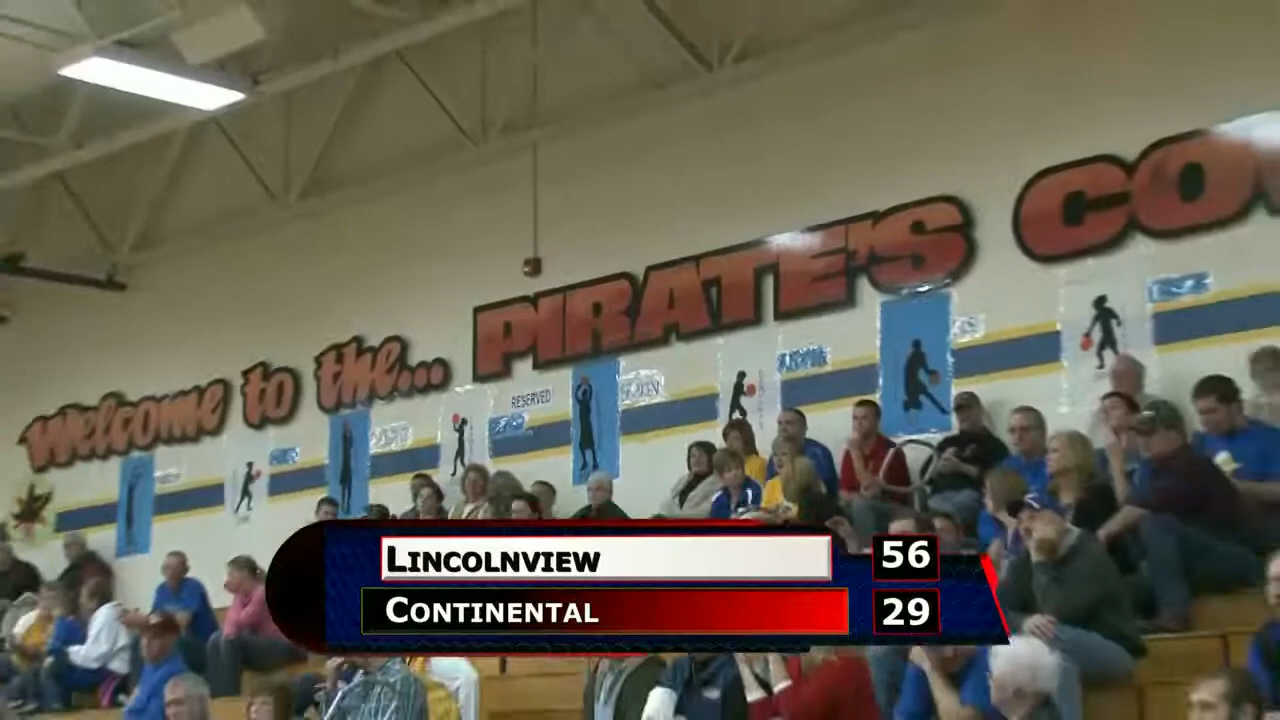 Welcome to the... PIRATE'S CO
RESERVED
LINCOLNVIEW 56
CONTINENTAL 29